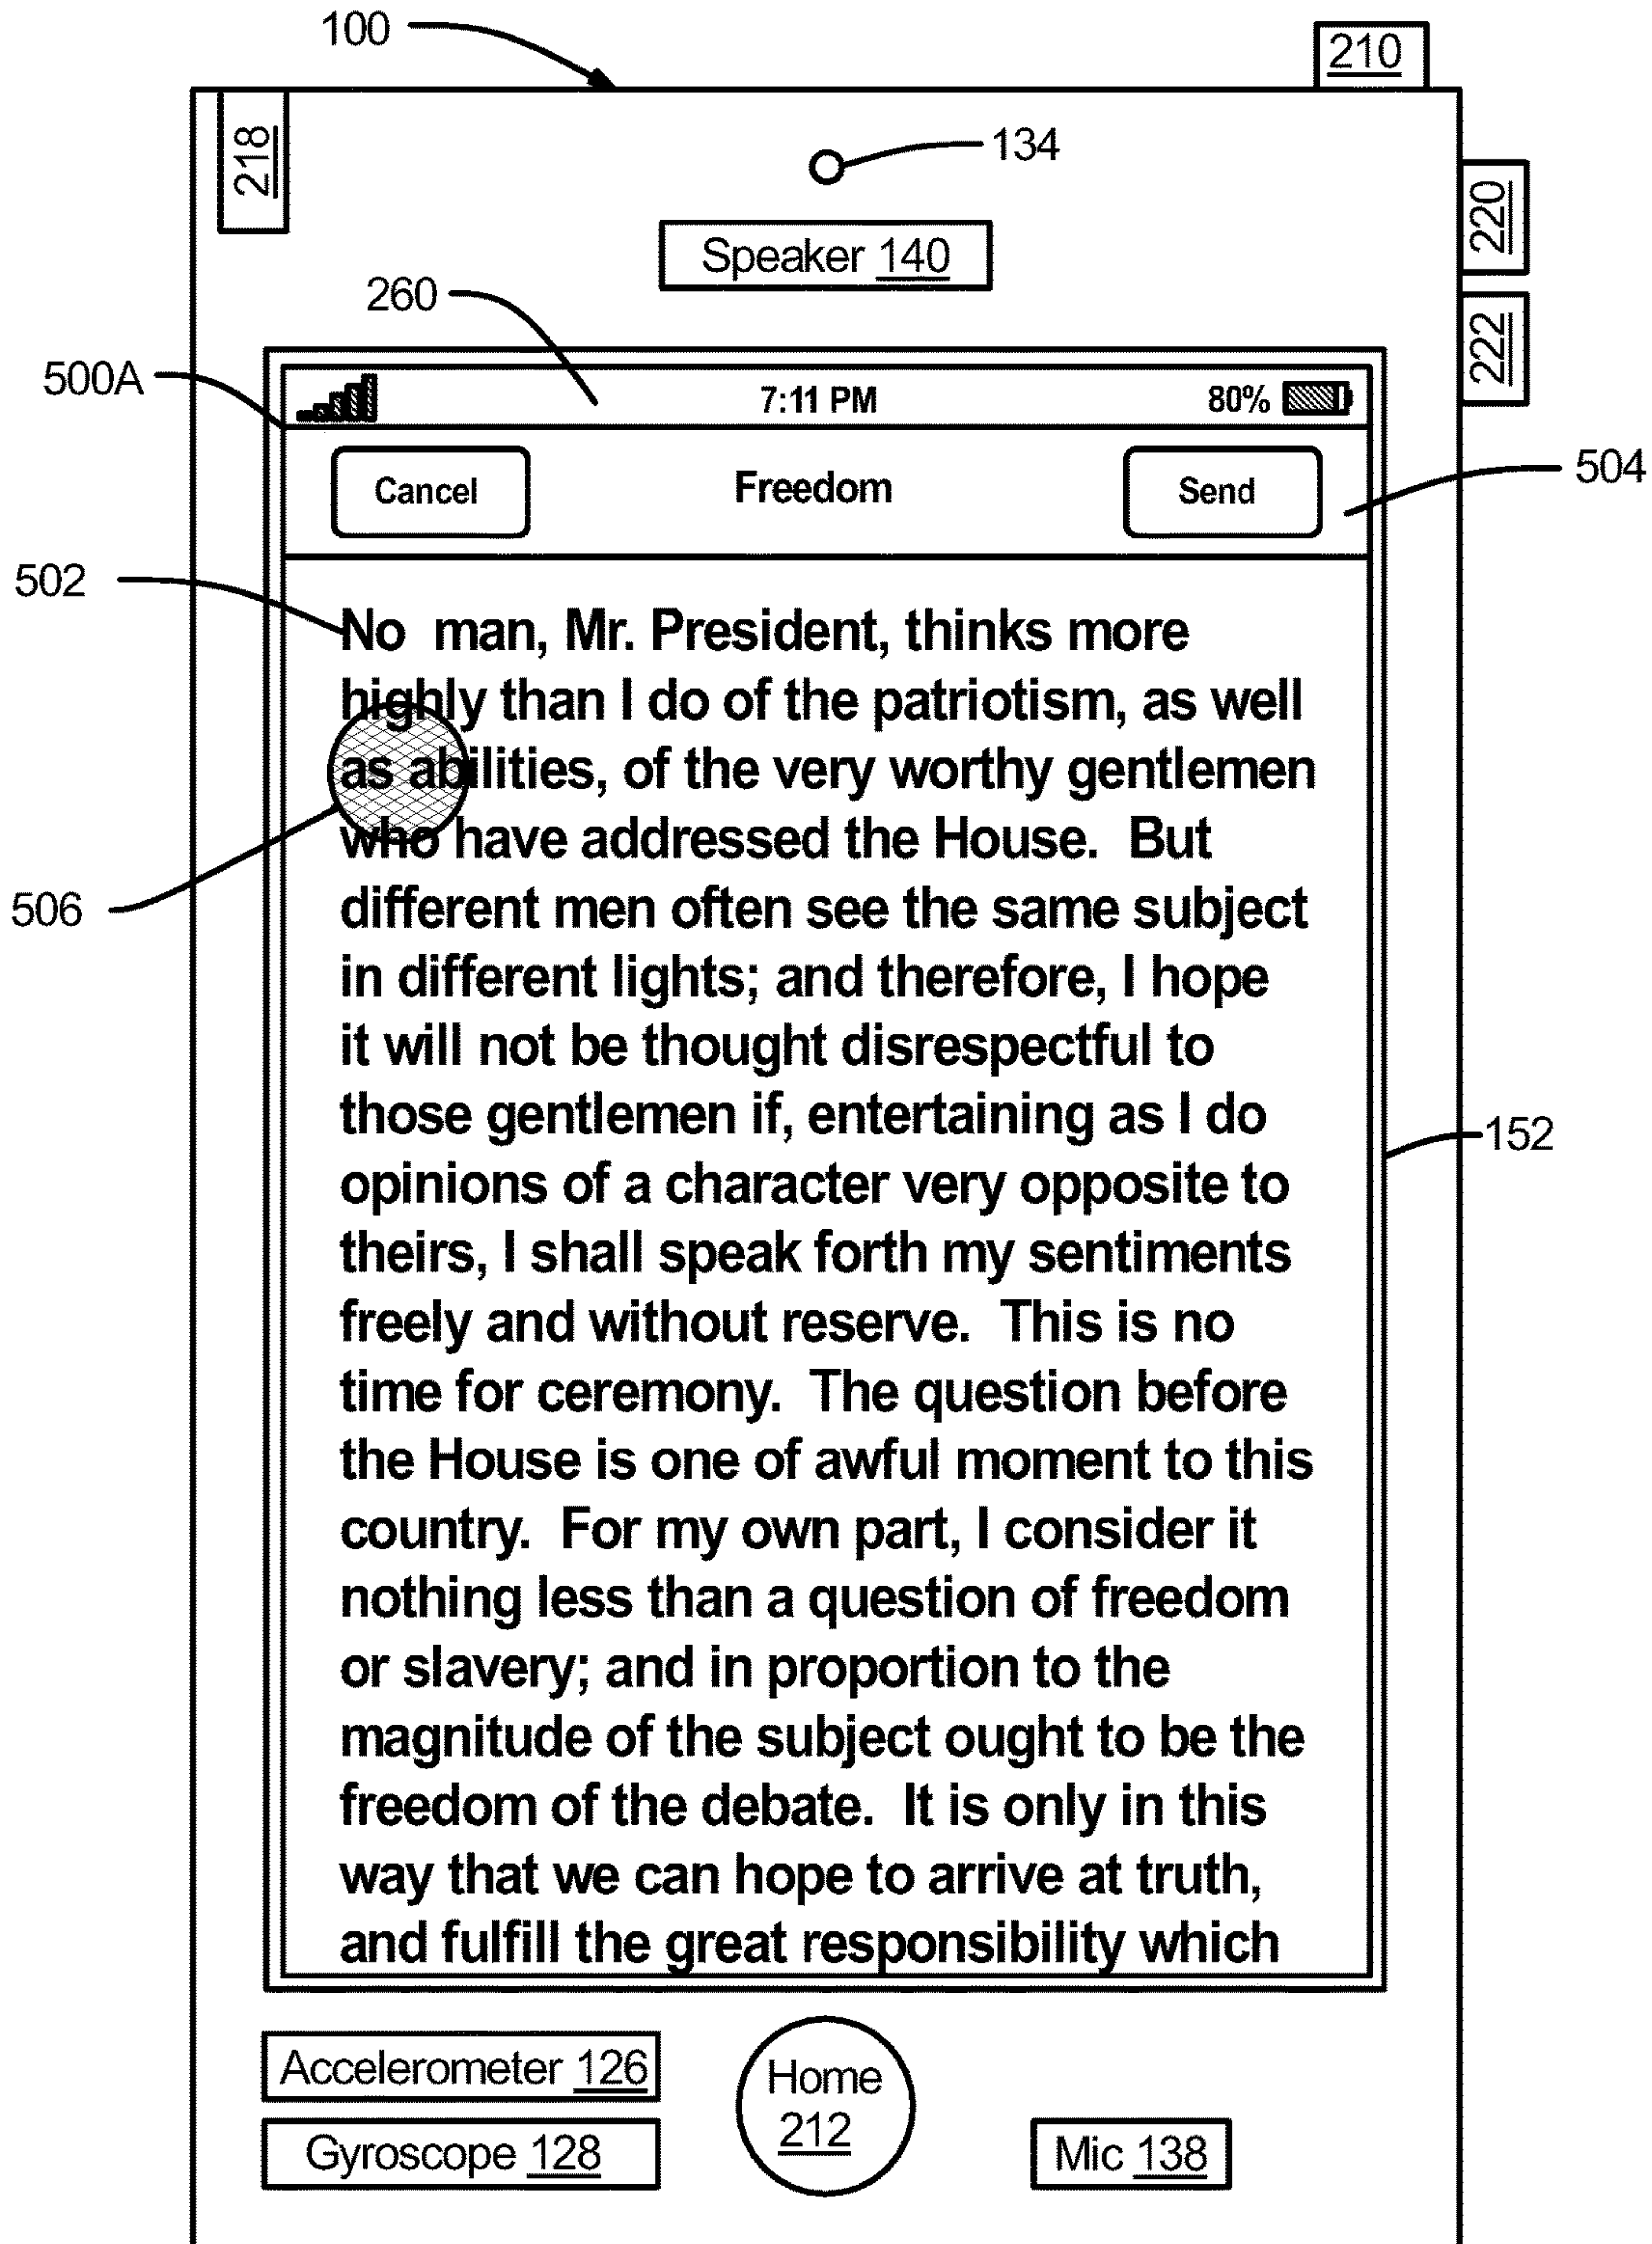 100
210
218
134
220
Speaker 140
260
222
500A
7:11 PM 80%
504
Cancel Freedom Send
502
No man, Mr. President, thinks more
highly than I do of the patriotism, as well
as abilities, of the very worthy gentlemen
who have addressed the House. But
506
different men often see the same subject
in different lights; and therefore, I hope
it will not be thought disrespectful to
those gentlemen if, entertaining as I do
152
opinions of a character very opposite to
theirs, I shall speak forth my sentiments
freely and without reserve. This is no
time for ceremony. The question before
the House is one of awful moment to this
country. For my own part, I consider it
nothing less than a question of freedom
or slavery; and in proportion to the
magnitude of the subject ought to be the
freedom of the debate. It is only in this
way that we can hope to arrive at truth,
and fulfill the great responsibility which
Accelerometer 126
Home
212
Gyroscope 128
Mic 138